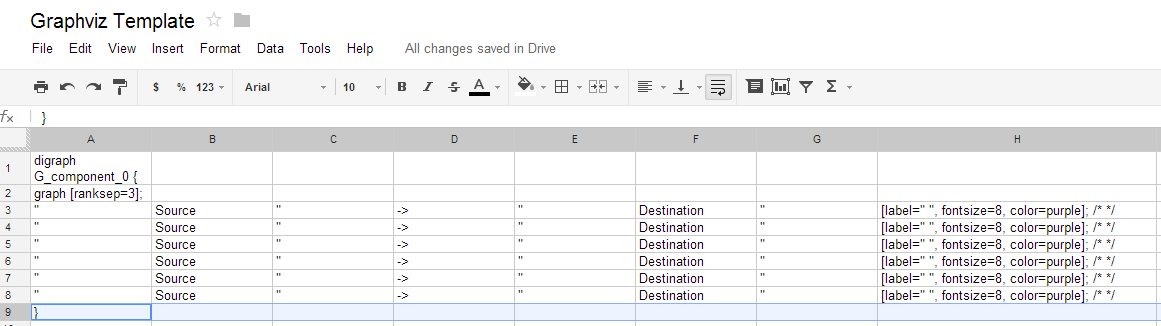 Graphviz Template
File Edit View Insert Format Data Tools Help All changes saved in Drive
$ % 123 Arial 10 B I S A Σ
fx }
A B C D E F G H
1 digraph
G_component_0 {
2 graph [ranksep=3];
3 " Source " -> " Destination " [label=" ", fontsize=8, color=purple]; /* */
4 " Source " -> " Destination " [label=" ", fontsize=8, color=purple]; /* */
5 " Source " -> " Destination " [label=" ", fontsize=8, color=purple]; /* */
6 " Source " -> " Destination " [label=" ", fontsize=8, color=purple]; /* */
7 " Source " -> " Destination " [label=" ", fontsize=8, color=purple]; /* */
8 " Source " -> " Destination " [label=" ", fontsize=8, color=purple]; /* */
9 }